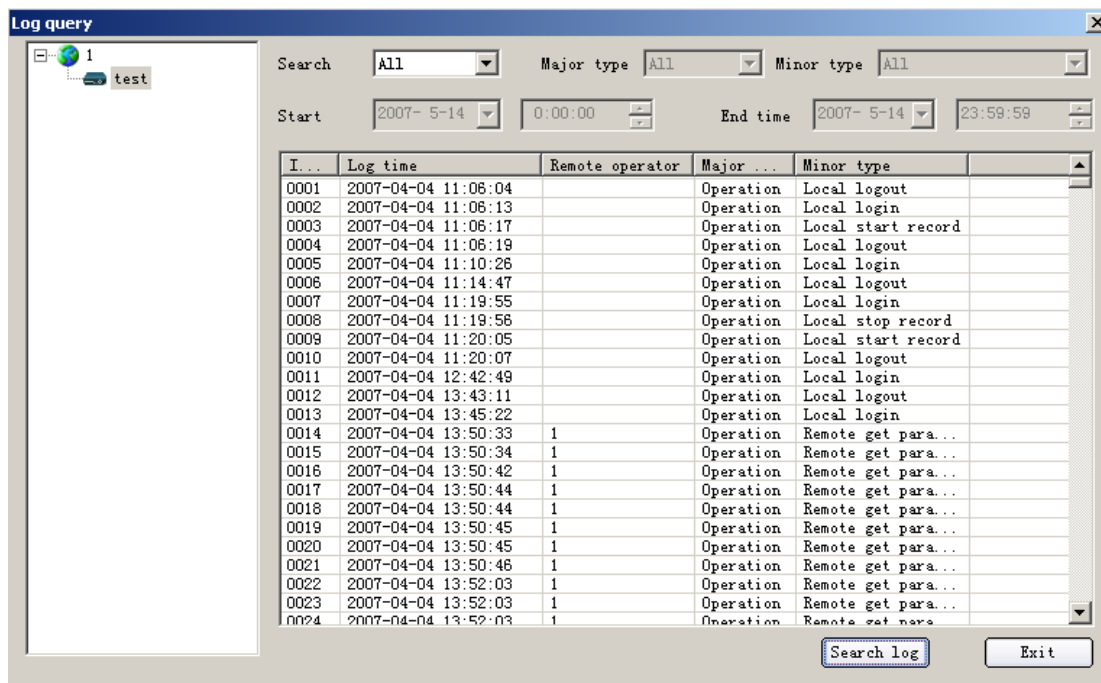 Log query
1
test
Search All Major type All Minor type All
Start 2007- 5-14 0:00:00 End time 2007- 5-14 23:59:59
I... Log time Remote operator Major ... Minor type
0001 2007-04-04 11:06:04 Operation Local logout
0002 2007-04-04 11:06:13 Operation Local login
0003 2007-04-04 11:06:17 Operation Local start record
0004 2007-04-04 11:06:19 Operation Local logout
0005 2007-04-04 11:10:26 Operation Local login
0006 2007-04-04 11:14:47 Operation Local logout
0007 2007-04-04 11:19:55 Operation Local login
0008 2007-04-04 11:19:56 Operation Local stop record
0009 2007-04-04 11:20:05 Operation Local start record
0010 2007-04-04 11:20:07 Operation Local logout
0011 2007-04-04 12:42:49 Operation Local login
0012 2007-04-04 13:43:11 Operation Local logout
0013 2007-04-04 13:45:22 Operation Local login
0014 2007-04-04 13:50:33 1 Operation Remote get para...
0015 2007-04-04 13:50:34 1 Operation Remote get para...
0016 2007-04-04 13:50:42 1 Operation Remote get para...
0017 2007-04-04 13:50:44 1 Operation Remote get para...
0018 2007-04-04 13:50:44 1 Operation Remote get para...
0019 2007-04-04 13:50:45 1 Operation Remote get para...
0020 2007-04-04 13:50:45 1 Operation Remote get para...
0021 2007-04-04 13:50:46 1 Operation Remote get para...
0022 2007-04-04 13:52:03 1 Operation Remote get para...
0023 2007-04-04 13:52:03 1 Operation Remote get para...
0024 2007-04-04 13:52:03 1 Operation Remote get para
Search log Exit